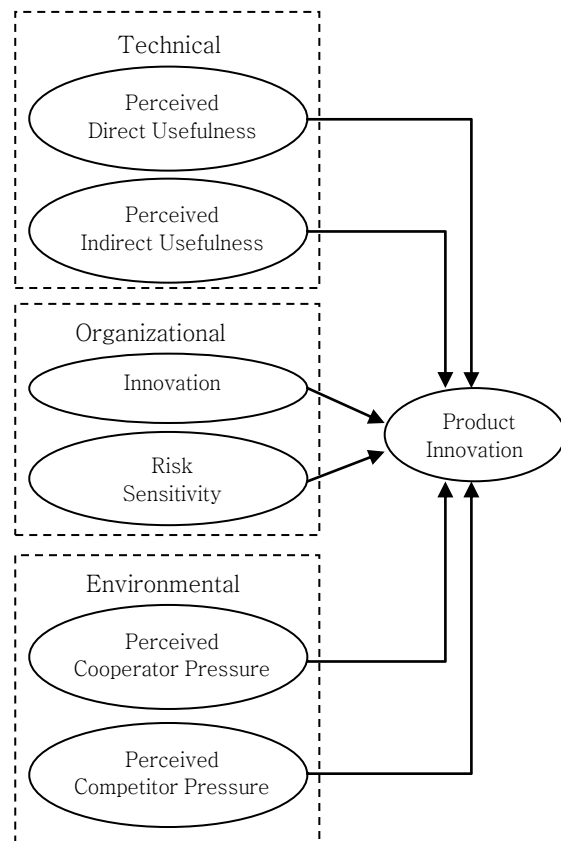 Technical
Perceived
Direct Usefulness
Perceived
Indirect Usefulness
Organizational
Innovation
Risk
Sensitivity
Product
Innovation
Environmental
Perceived
Cooperator Pressure
Perceived
Competitor Pressure